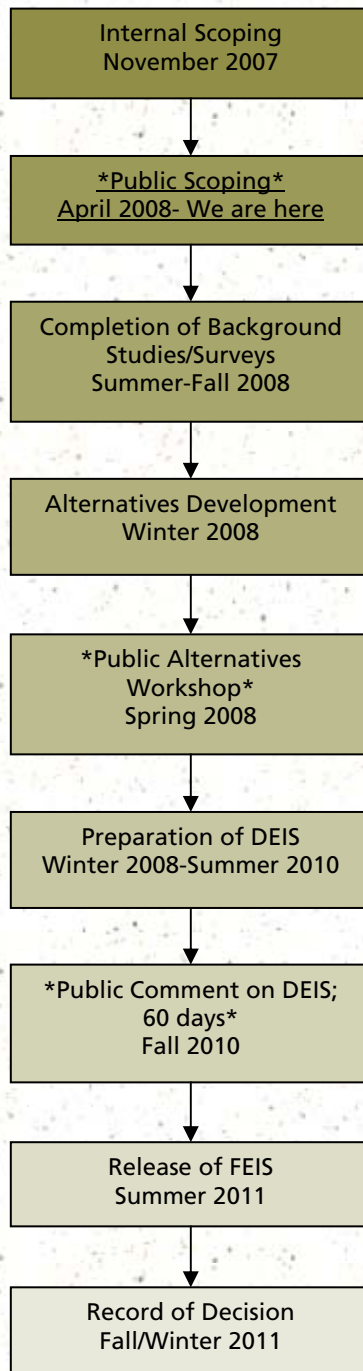 Internal Scoping
November 2007
*Public Scoping*
April 2008- We are here
Completion of Background
Studies/Surveys
Summer-Fall 2008
Alternatives Development
Winter 2008
*Public Alternatives
Workshop*
Spring 2008
Preparation of DEIS
Winter 2008-Summer 2010
*Public Comment on DEIS;
60 days*
Fall 2010
Release of FEIS
Summer 2011
Record of Decision
Fall/Winter 2011